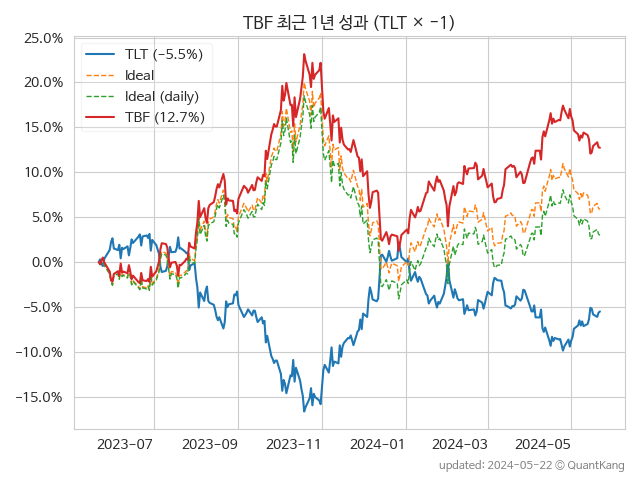 TBF 최근 1년 성과 (TLT × −1)
25.0%
20.0%
15.0%
10.0%
5.0%
0.0%
−5.0%
−10.0%
−15.0%
TLT (−5.5%)
Ideal
Ideal (daily)
TBF (12.7%)
2023-07
2023-09
2023-11
2024-01
2024-03
2024-05
updated: 2024-05-22 © QuantKang